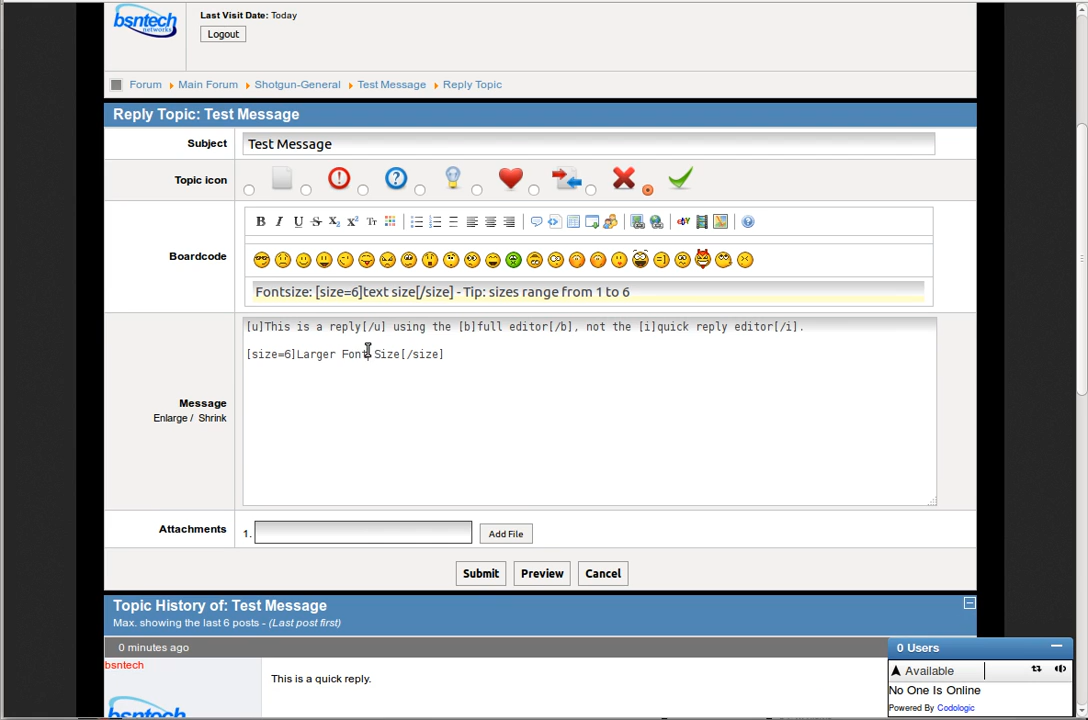 bsntech
networks
Last Visit Date: Today
Logout
Forum Main Forum Shotgun-General Test Message Reply Topic
Reply Topic: Test Message
Subject
Test Message
Topic icon
Boardcode
B I U S X₂ X² Tт
Fontsize: [size=6]text size[/size] - Tip: sizes range from 1 to 6
[u]This is a reply[/u] using the [b]full editor[/b], not the [i]quick reply editor[/i].
[size=6]Larger Font Size[/size]
Message
Enlarge / Shrink
Attachments
1.
Add File
Submit Preview Cancel
Topic History of: Test Message
Max. showing the last 6 posts - (Last post first)
0 minutes ago
bsntech
This is a quick reply.
bsntech
0 Users
Available
No One Is Online
Powered By Codologic